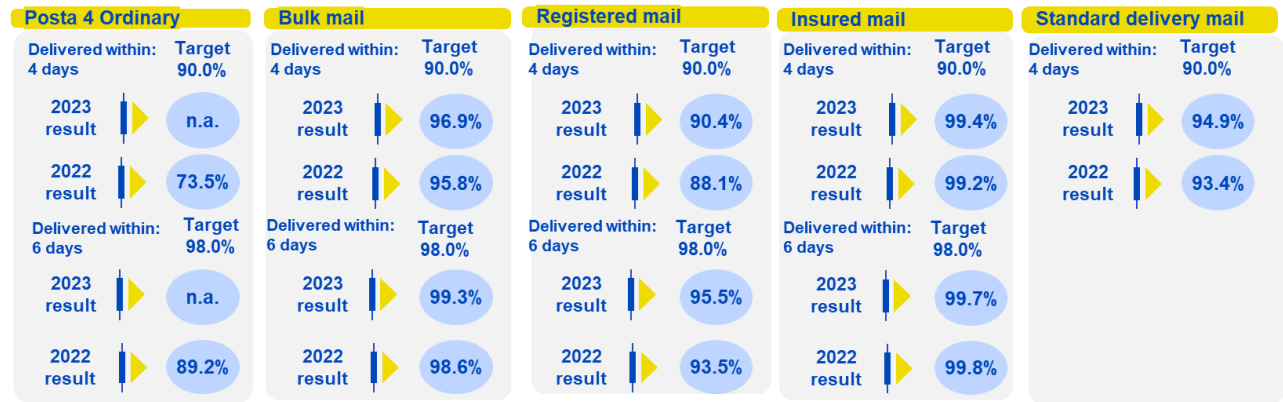 Posta 4 Ordinary
Delivered within:
4 days
Target
90.0%
2023
result
n.a.
2022
result
73.5%
Delivered within:
6 days
Target
98.0%
2023
result
n.a.
2022
result
89.2%
Bulk mail
Delivered within:
4 days
Target
90.0%
2023
result
96.9%
2022
result
95.8%
Delivered within:
6 days
Target
98.0%
2023
result
99.3%
2022
result
98.6%
Registered mail
Delivered within:
4 days
Target
90.0%
2023
result
90.4%
2022
result
88.1%
Delivered within:
6 days
Target
98.0%
2023
result
95.5%
2022
result
93.5%
Insured mail
Delivered within:
4 days
Target
90.0%
2023
result
99.4%
2022
result
99.2%
Delivered within:
6 days
Target
98.0%
2023
result
99.7%
2022
result
99.8%
Standard delivery mail
Delivered within:
4 days
Target
90.0%
2023
result
94.9%
2022
result
93.4%